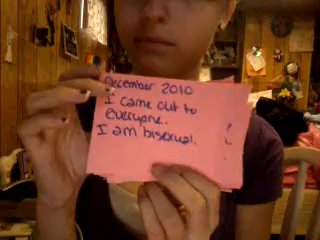 December 2010
I came out to
everyone.
I am bisexual.